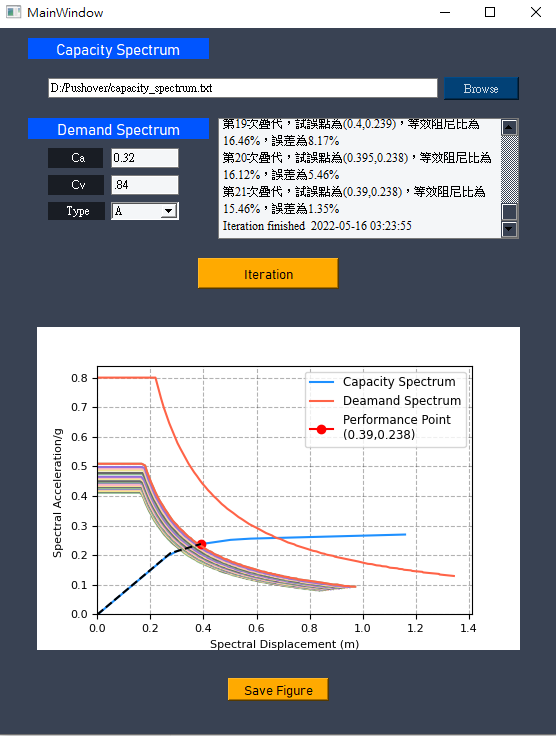 MainWindow
Capacity Spectrum
D:/Pushover/capacity_spectrum.txt
Browse
Demand Spectrum
Ca
0.32
Cv
.84
Type
A
第19次疊代，試誤點為(0.4,0.239)，等效阻尼比為
16.46%，誤差為8.17%
第20次疊代，試誤點為(0.395,0.238)，等效阻尼比為
16.12%，誤差為5.46%
第21次疊代，試誤點為(0.39,0.238)，等效阻尼比為
15.46%，誤差為1.35%
Iteration finished 2022-05-16 03:23:55
Iteration
Capacity Spectrum
Deamand Spectrum
Performance Point
(0.39,0.238)
Spectral Acceleration/g
0.8
0.7
0.6
0.5
0.4
0.3
0.2
0.1
0.0
0.0 0.2 0.4 0.6 0.8 1.0 1.2 1.4
Spectral Displacement (m)
Save Figure